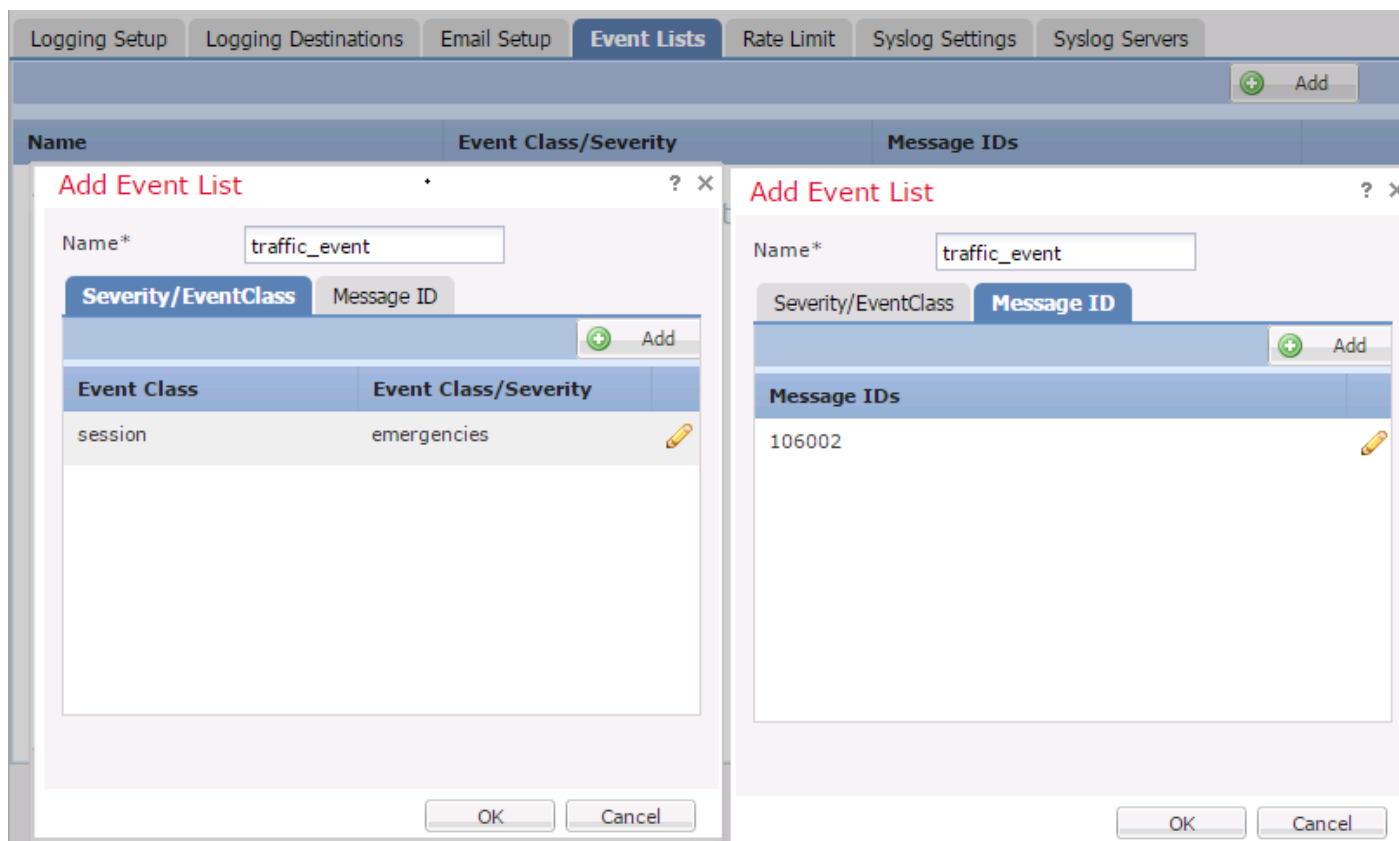 Logging Setup Logging Destinations Email Setup Event Lists Rate Limit Syslog Settings Syslog Servers
Add
Name Event Class/Severity Message IDs
Add Event List ? ×
Name* traffic_event
Severity/EventClass Message ID
Add
Event Class Event Class/Severity
session emergencies
OK Cancel
Add Event List ? ×
Name* traffic_event
Severity/EventClass Message ID
Add
Message IDs
106002
OK Cancel